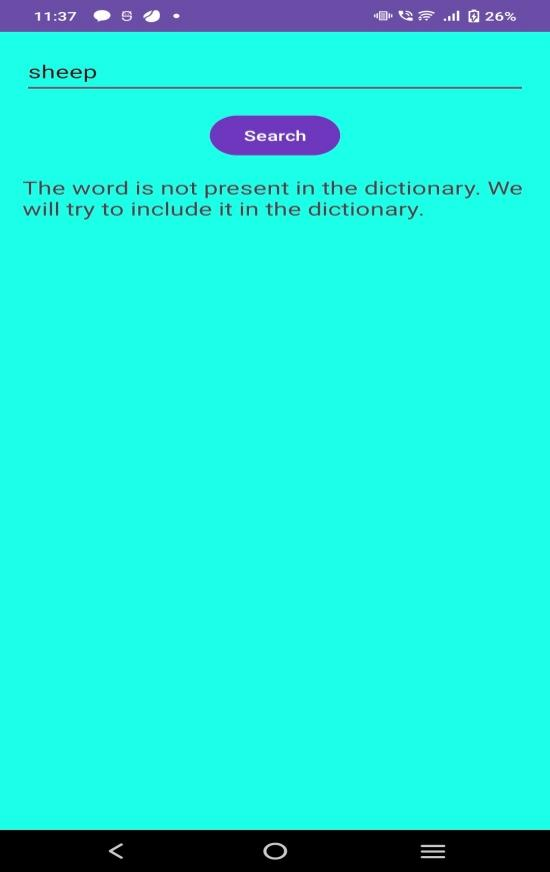 11:37 26%
sheep
Search
The word is not present in the dictionary. We
will try to include it in the dictionary.